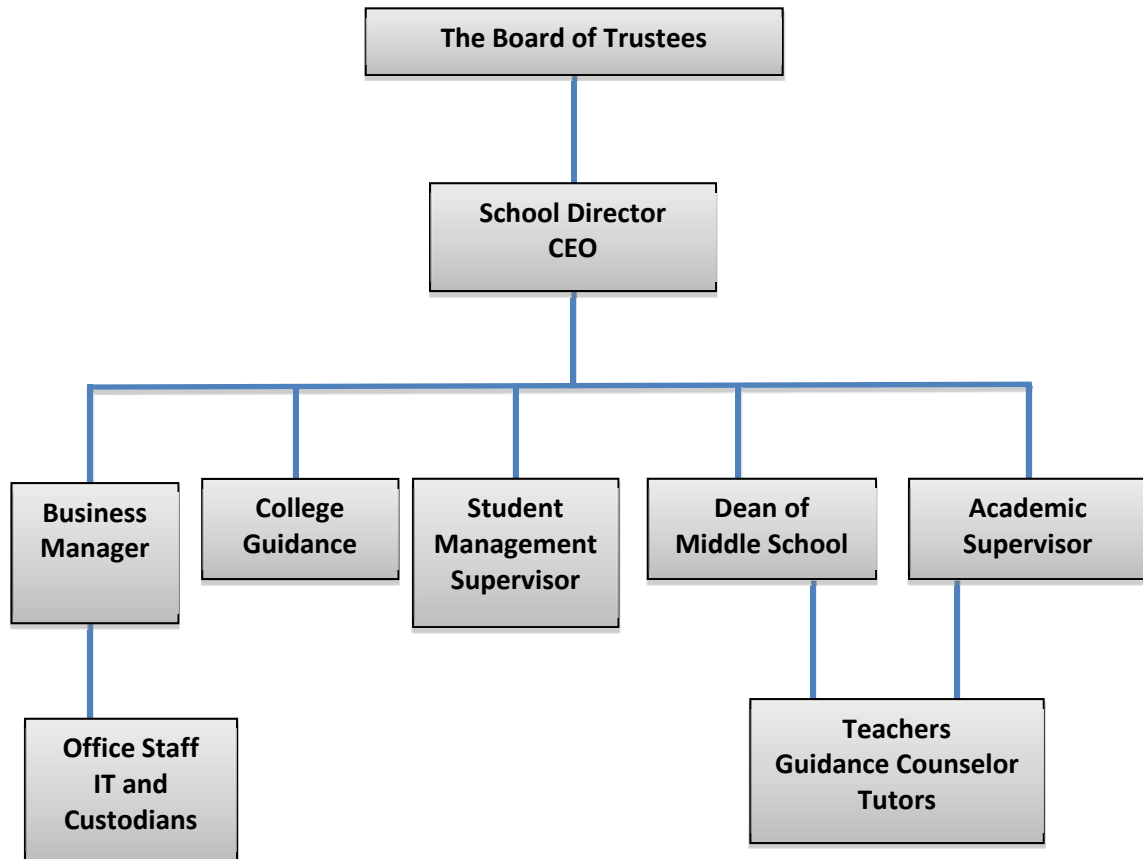 The Board of Trustees
School Director
CEO
Business
Manager
College
Guidance
Student
Management
Supervisor
Dean of
Middle School
Academic
Supervisor
Office Staff
IT and
Custodians
Teachers
Guidance Counselor
Tutors